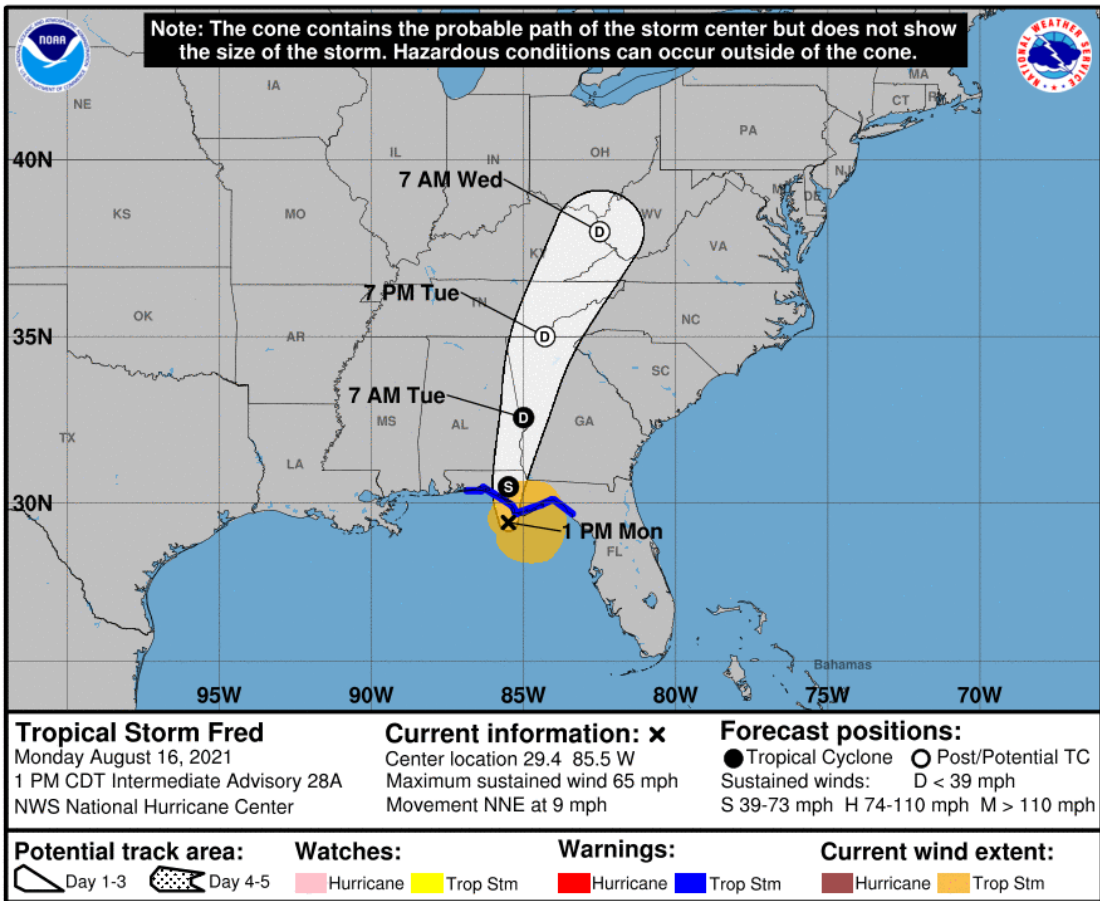 Note: The cone contains the probable path of the storm center but does not show
the size of the storm. Hazardous conditions can occur outside of the cone.
NOAA
NATIONAL OCEANIC AND ATMOSPHERIC ADMINISTRATION
U.S. DEPARTMENT OF COMMERCE
NATIONAL WEATHER SERVICE
NE
IA
IL
IN
OH
PA
MA
CT
RI
NJ
DE
KS
MO
KY
WV
VA
OK
AR
TN
NC
SC
TX
LA
MS
AL
GA
FL
Bahamas
40N
35N
30N
7 AM Wed
D
7 PM Tue
D
7 AM Tue
D
S
1 PM Mon
95W 90W 85W 80W 75W 70W
Tropical Storm Fred
Monday August 16, 2021
1 PM CDT Intermediate Advisory 28A
NWS National Hurricane Center
Current information: ×
Center location 29.4 85.5 W
Maximum sustained wind 65 mph
Movement NNE at 9 mph
Forecast positions:
Tropical Cyclone Post/Potential TC
Sustained winds: D < 39 mph
S 39-73 mph H 74-110 mph M > 110 mph
Potential track area:
Day 1-3 Day 4-5
Watches:
Hurricane Trop Stm
Warnings:
Hurricane Trop Stm
Current wind extent:
Hurricane Trop Stm